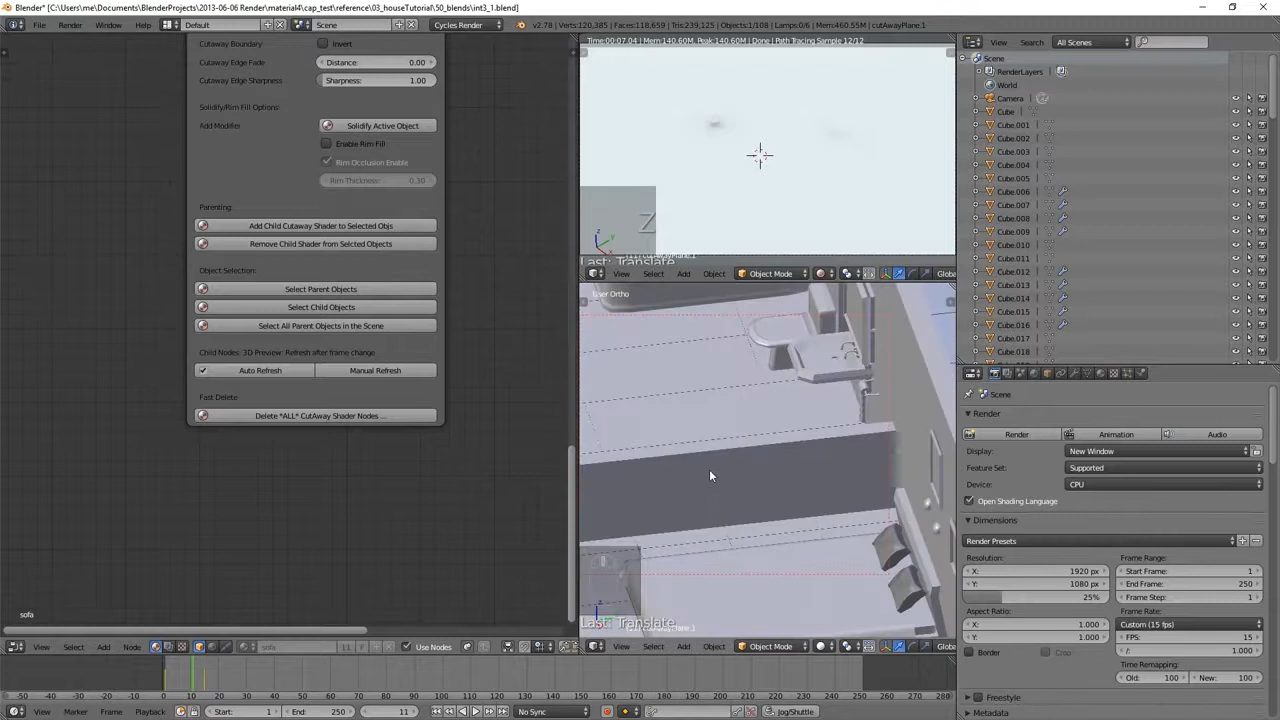 Blender* [C:\Users\me\Documents\BlenderProjects\2013-06-06 Render\material4\cap_test\reference\03_houseTutorial\50_blends\int3_1.blend]
File Render Window Help Default Scene Cycles Render v2.78 | Verts:120,385 | Faces:118,659 | Tris:239,125 | Objects:1/108 | Lamps:0/6 | Mem:460.55M | cutAwayPlane.1
Cutaway Boundary Invert
Cutaway Edge Fade Distance: 0.00
Cutaway Edge Sharpness: Sharpness: 1.00
Solidify/Rim Fill Options:
Add Modifier Solidify Active Object
Enable Rim Fill
Rim Occlusion Enable
Rim Thickness: 0.30
Parenting:
Add Child Cutaway Shader to Selected Objs
Remove Child Shader from Selcted Objects
Object Selection:
Select Parent Objects
Select Child Objects
Select All Parent Objects in the Scene
Child Nodes: 3D Preview: Refresh after frame change
Auto Refresh Manual Refresh
Fast Delete
Delete *ALL* CutAway Shader Nodes ...
sofa
View Select Add Node sofa 11 F Use Nodes
Time:00:07.04 | Mem:140.60M, Peak:140.60M | Done | Path Tracing Sample 12/12
Z
z
y
Last: Translate
(11) cutAwayPlane.1
View Select Add Object Object Mode Globa
User Ortho
z
Last: Translate
(11) cutAwayPlane.1
View Select Add Object Object Mode Globa
View Search All Scenes
Scene
RenderLayers
World
Camera
Cube
Cube.001
Cube.002
Cube.003
Cube.004
Cube.005
Cube.006
Cube.007
Cube.008
Cube.009
Cube.010
Cube.011
Cube.012
Cube.013
Cube.014
Cube.015
Cube.016
Cube.017
Cube.018
Scene
Render
Render Animation Audio
Display: New Window
Feature Set: Supported
Device: CPU
Open Shading Language
Dimensions
Render Presets
Resolution: Frame Range:
X: 1920 px Start Frame: 1
Y: 1080 px End Frame: 250
25% Frame Step: 1
Aspect Ratio: Frame Rate:
X: 1.000 Custom (15 fps)
Y: 1.000 FPS: 15
Border Crop /: 1.000
Time Remapping:
Old: 100 New: 100
Freestyle
Metadata
-50 -40 -30 -20 -10 0 10 20 30 40 50 60 70 80 90 100 110 120 130 140 150 160 170 180 190 200 210 220 230 240 250 260 270 280
View Marker Frame Playback Start: 1 End: 250 11 No Sync Jog/Shuttle